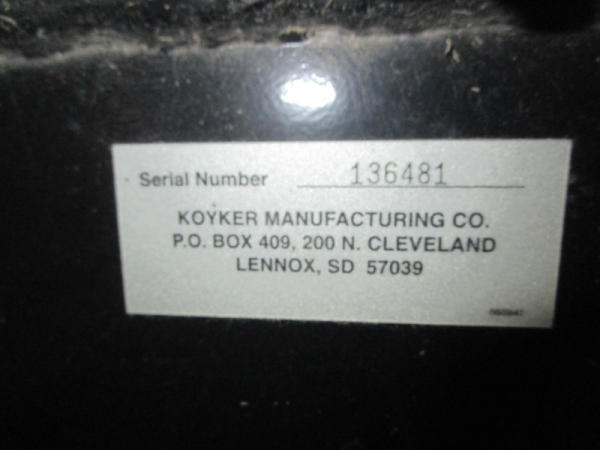 Serial Number 136481
KOYKER MANUFACTURING CO.
P.O. BOX 409, 200 N. CLEVELAND
LENNOX, SD 57039